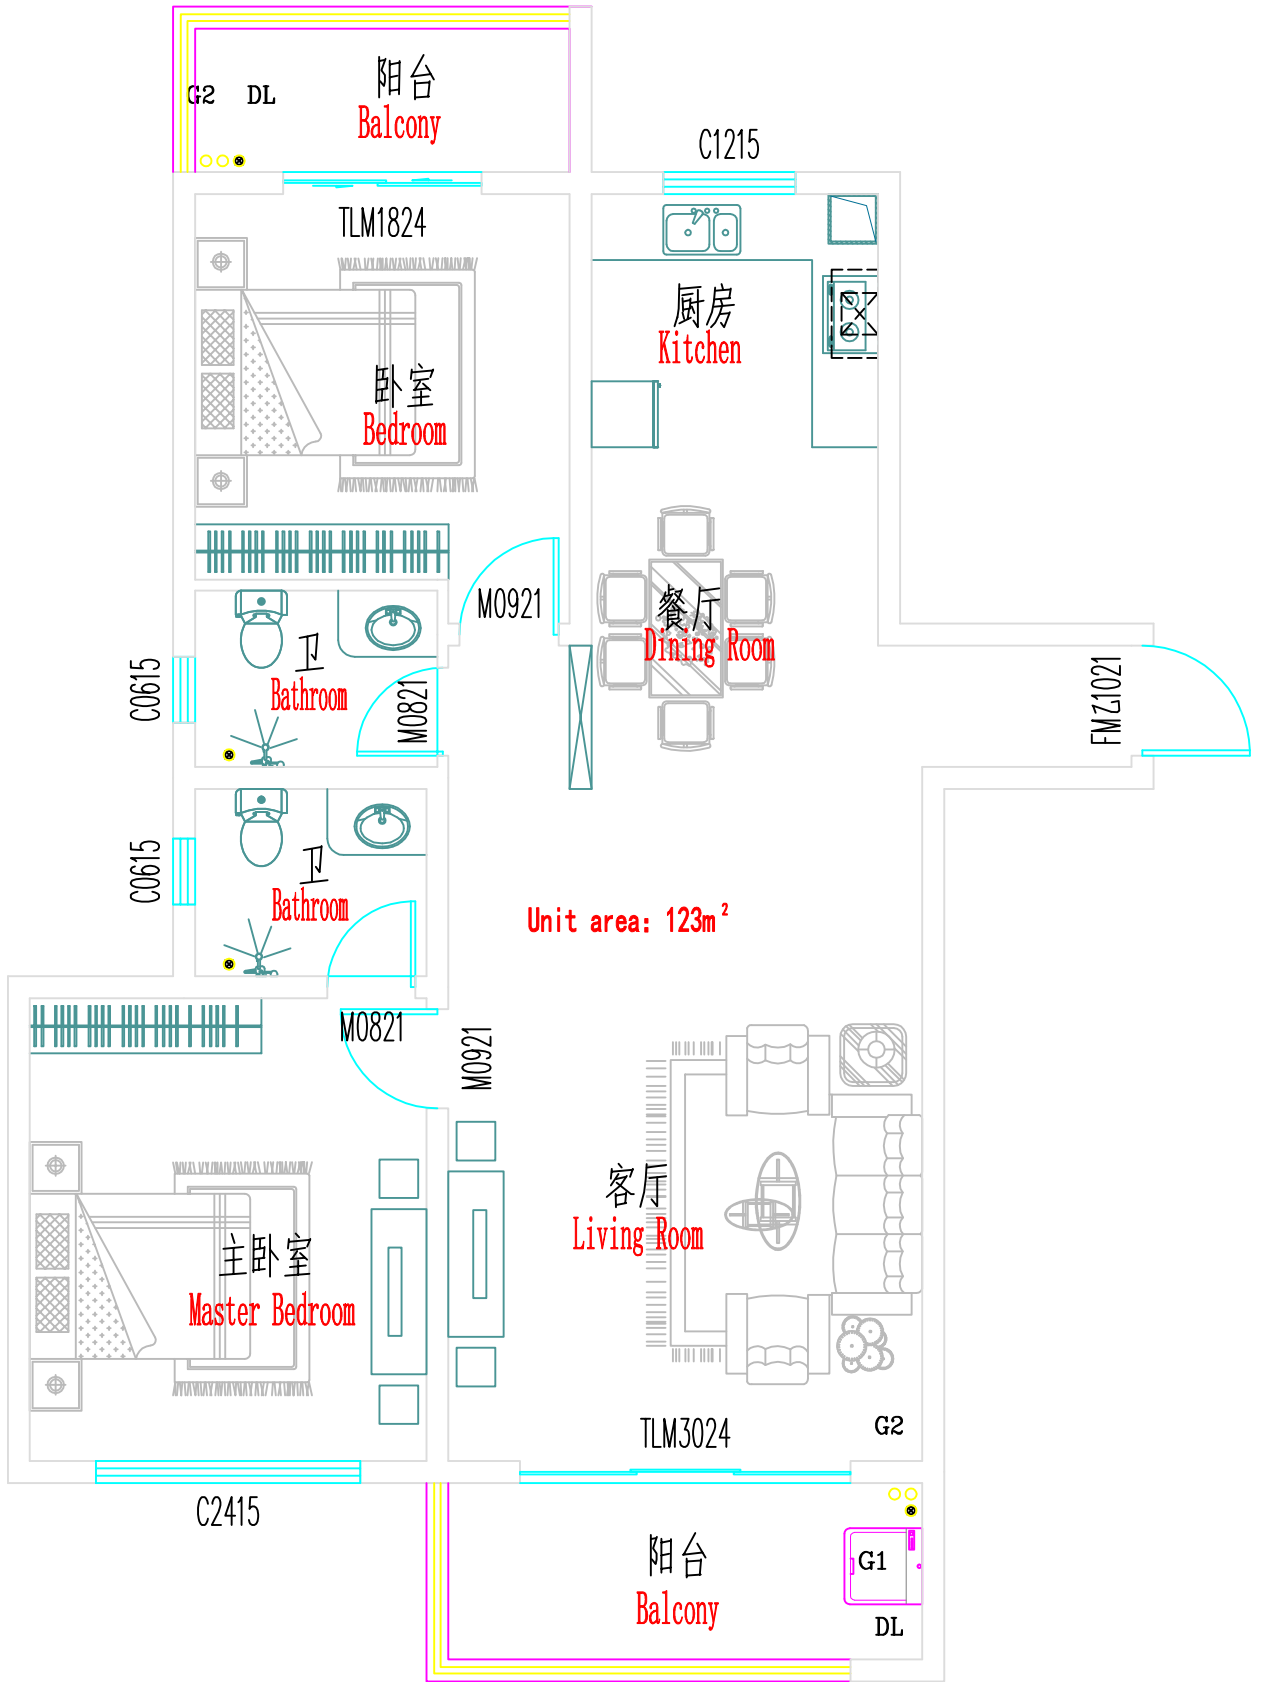 阳台
G2 DL
Balcony
C1215
TLM1824
厨房
Kitchen
卧室
Bedroom
M0921
餐厅
Dining Room
卫
Bathroom
C0615
M0821
FMZ1021
卫
Bathroom
C0615
Unit area: 123m²
M0821
M0921
客厅
Living Room
主卧室
Master Bedroom
TLM3024
G2
C2415
阳台
Balcony
G1
DL